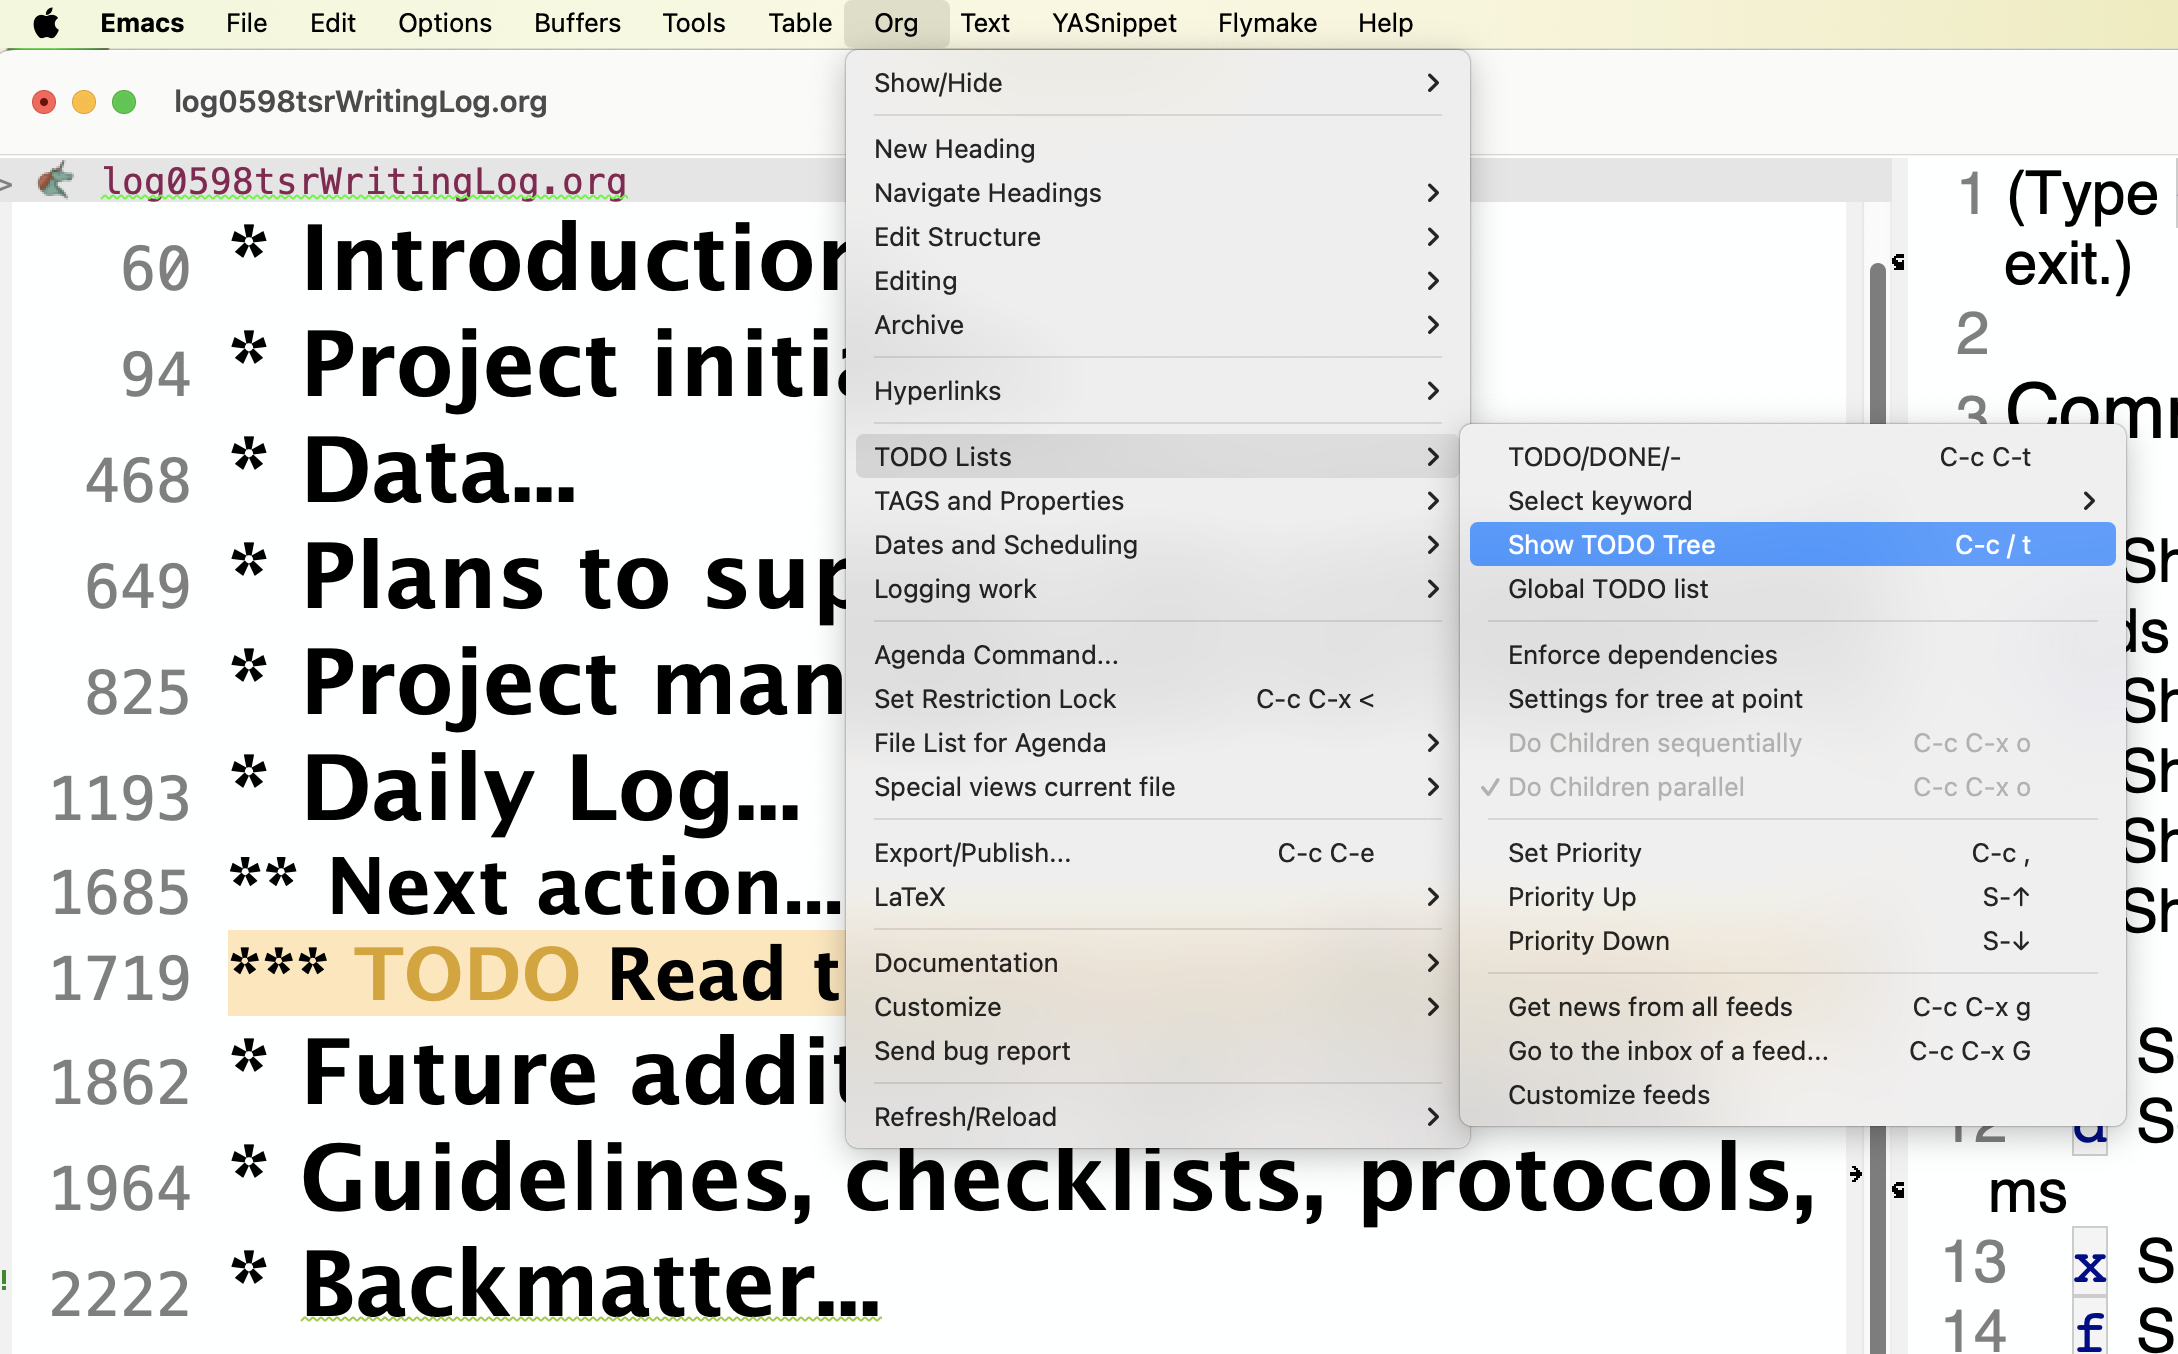 Emacs File Edit Options Buffers Tools Table Org Text YASnippet Flymake Help
log0598tsrWritingLog.org
> log0598tsrWritingLog.org
60 * Introduction
94 * Project initia
468 * Data...
649 * Plans to sup
825 * Project man
1193 * Daily Log...
1685 ** Next action...
1719 *** TODO Read t
1862 * Future addit
1964 * Guidelines, checklists, protocols,
2222 * Backmatter...
Show/Hide
New Heading
Navigate Headings
Edit Structure
Editing
Archive
Hyperlinks
TODO Lists
TAGS and Properties
Dates and Scheduling
Logging work
Agenda Command...
Set Restriction Lock C-c C-x <
File List for Agenda
Special views current file
Export/Publish... C-c C-e
LaTeX
Documentation
Customize
Send bug report
Refresh/Reload
TODO/DONE/- C-c C-t
Select keyword
Show TODO Tree C-c / t
Global TODO list
Enforce dependencies
Settings for tree at point
Do Children sequentially C-c C-x o
✓ Do Children parallel C-c C-x o
Set Priority C-c ,
Priority Up S-↑
Priority Down S-↓
Get news from all feeds C-c C-x g
Go to the inbox of a feed... C-c C-x G
Customize feeds
1 (Type
exit.)
2
3 Com
Sh
ds
Sh
Sh
Sh
Sh
S
12 d S
ms
13 x S
14 f S